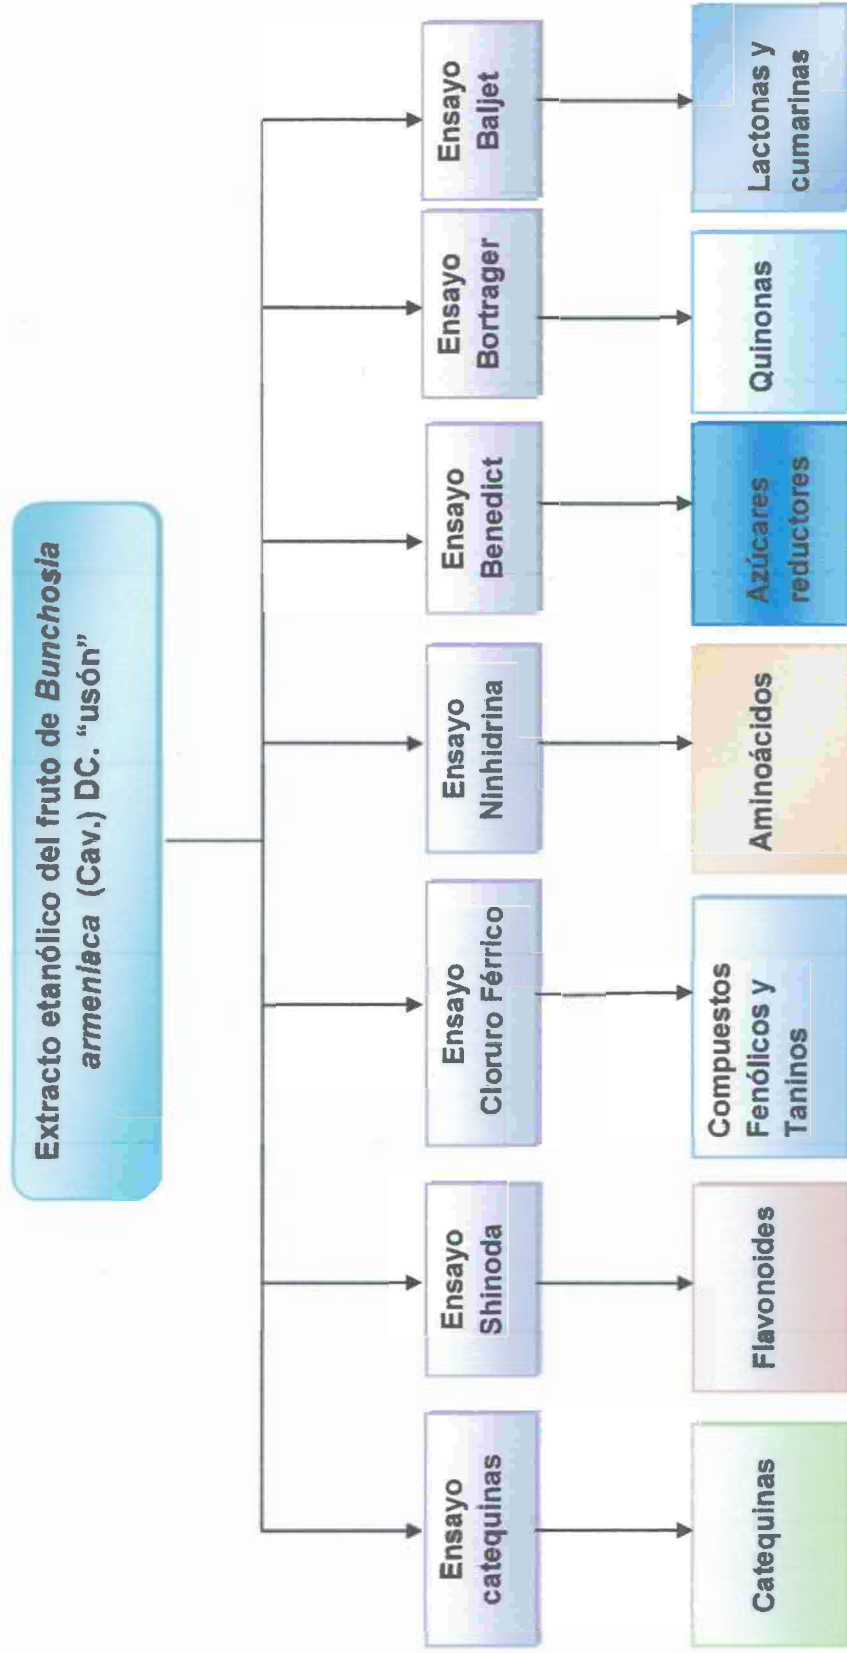 Extracto etanólico del fruto de Bunchosia
armeniaca (Cav.) DC. “usón”
Ensayo
catequinas
Ensayo
Shinoda
Ensayo
Cloruro Férrico
Ensayo
Ninhidrina
Ensayo
Benedict
Ensayo
Bortrager
Ensayo
Baljet
Catequinas
Flavonoides
Compuestos
Fenólicos y
Taninos
Aminoácidos
Azúcares
reductores
Quinonas
Lactonas y
cumarinas